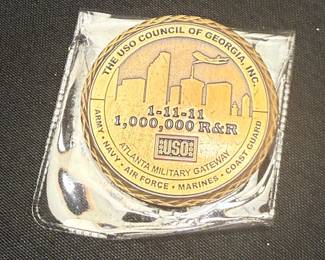 THE USO COUNCIL OF GEORGIA, INC.
1-11-11
1,000,000 R&R
USO
ATLANTA MILITARY GATEWAY
ARMY • NAVY • AIR FORCE • MARINES • COAST GUARD